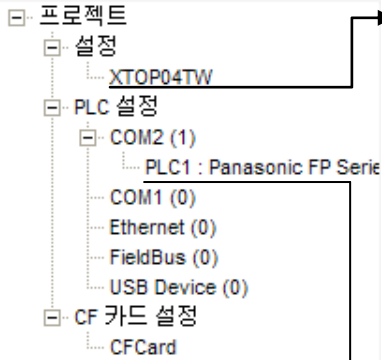 프로젝트
설정
XTOP04TW
PLC 설정
COM2 (1)
PLC1 : Panasonic FP Serie
COM1 (0)
Ethernet (0)
FieldBus (0)
USB Device (0)
CF 카드 설정
CFCard